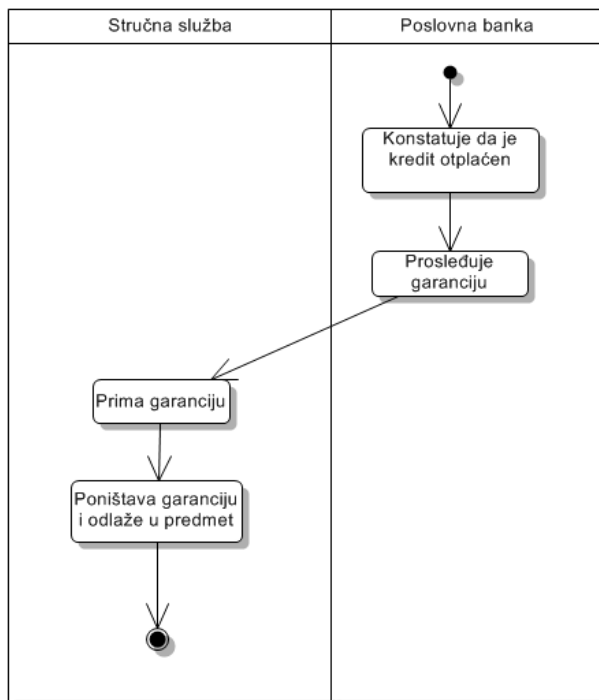 Stručna služba
Poslovna banka
Konstatuje da je
kredit otplaćen
Prosleđuje
garanciju
Prima garanciju
Poništava garanciju
i odlaže u predmet